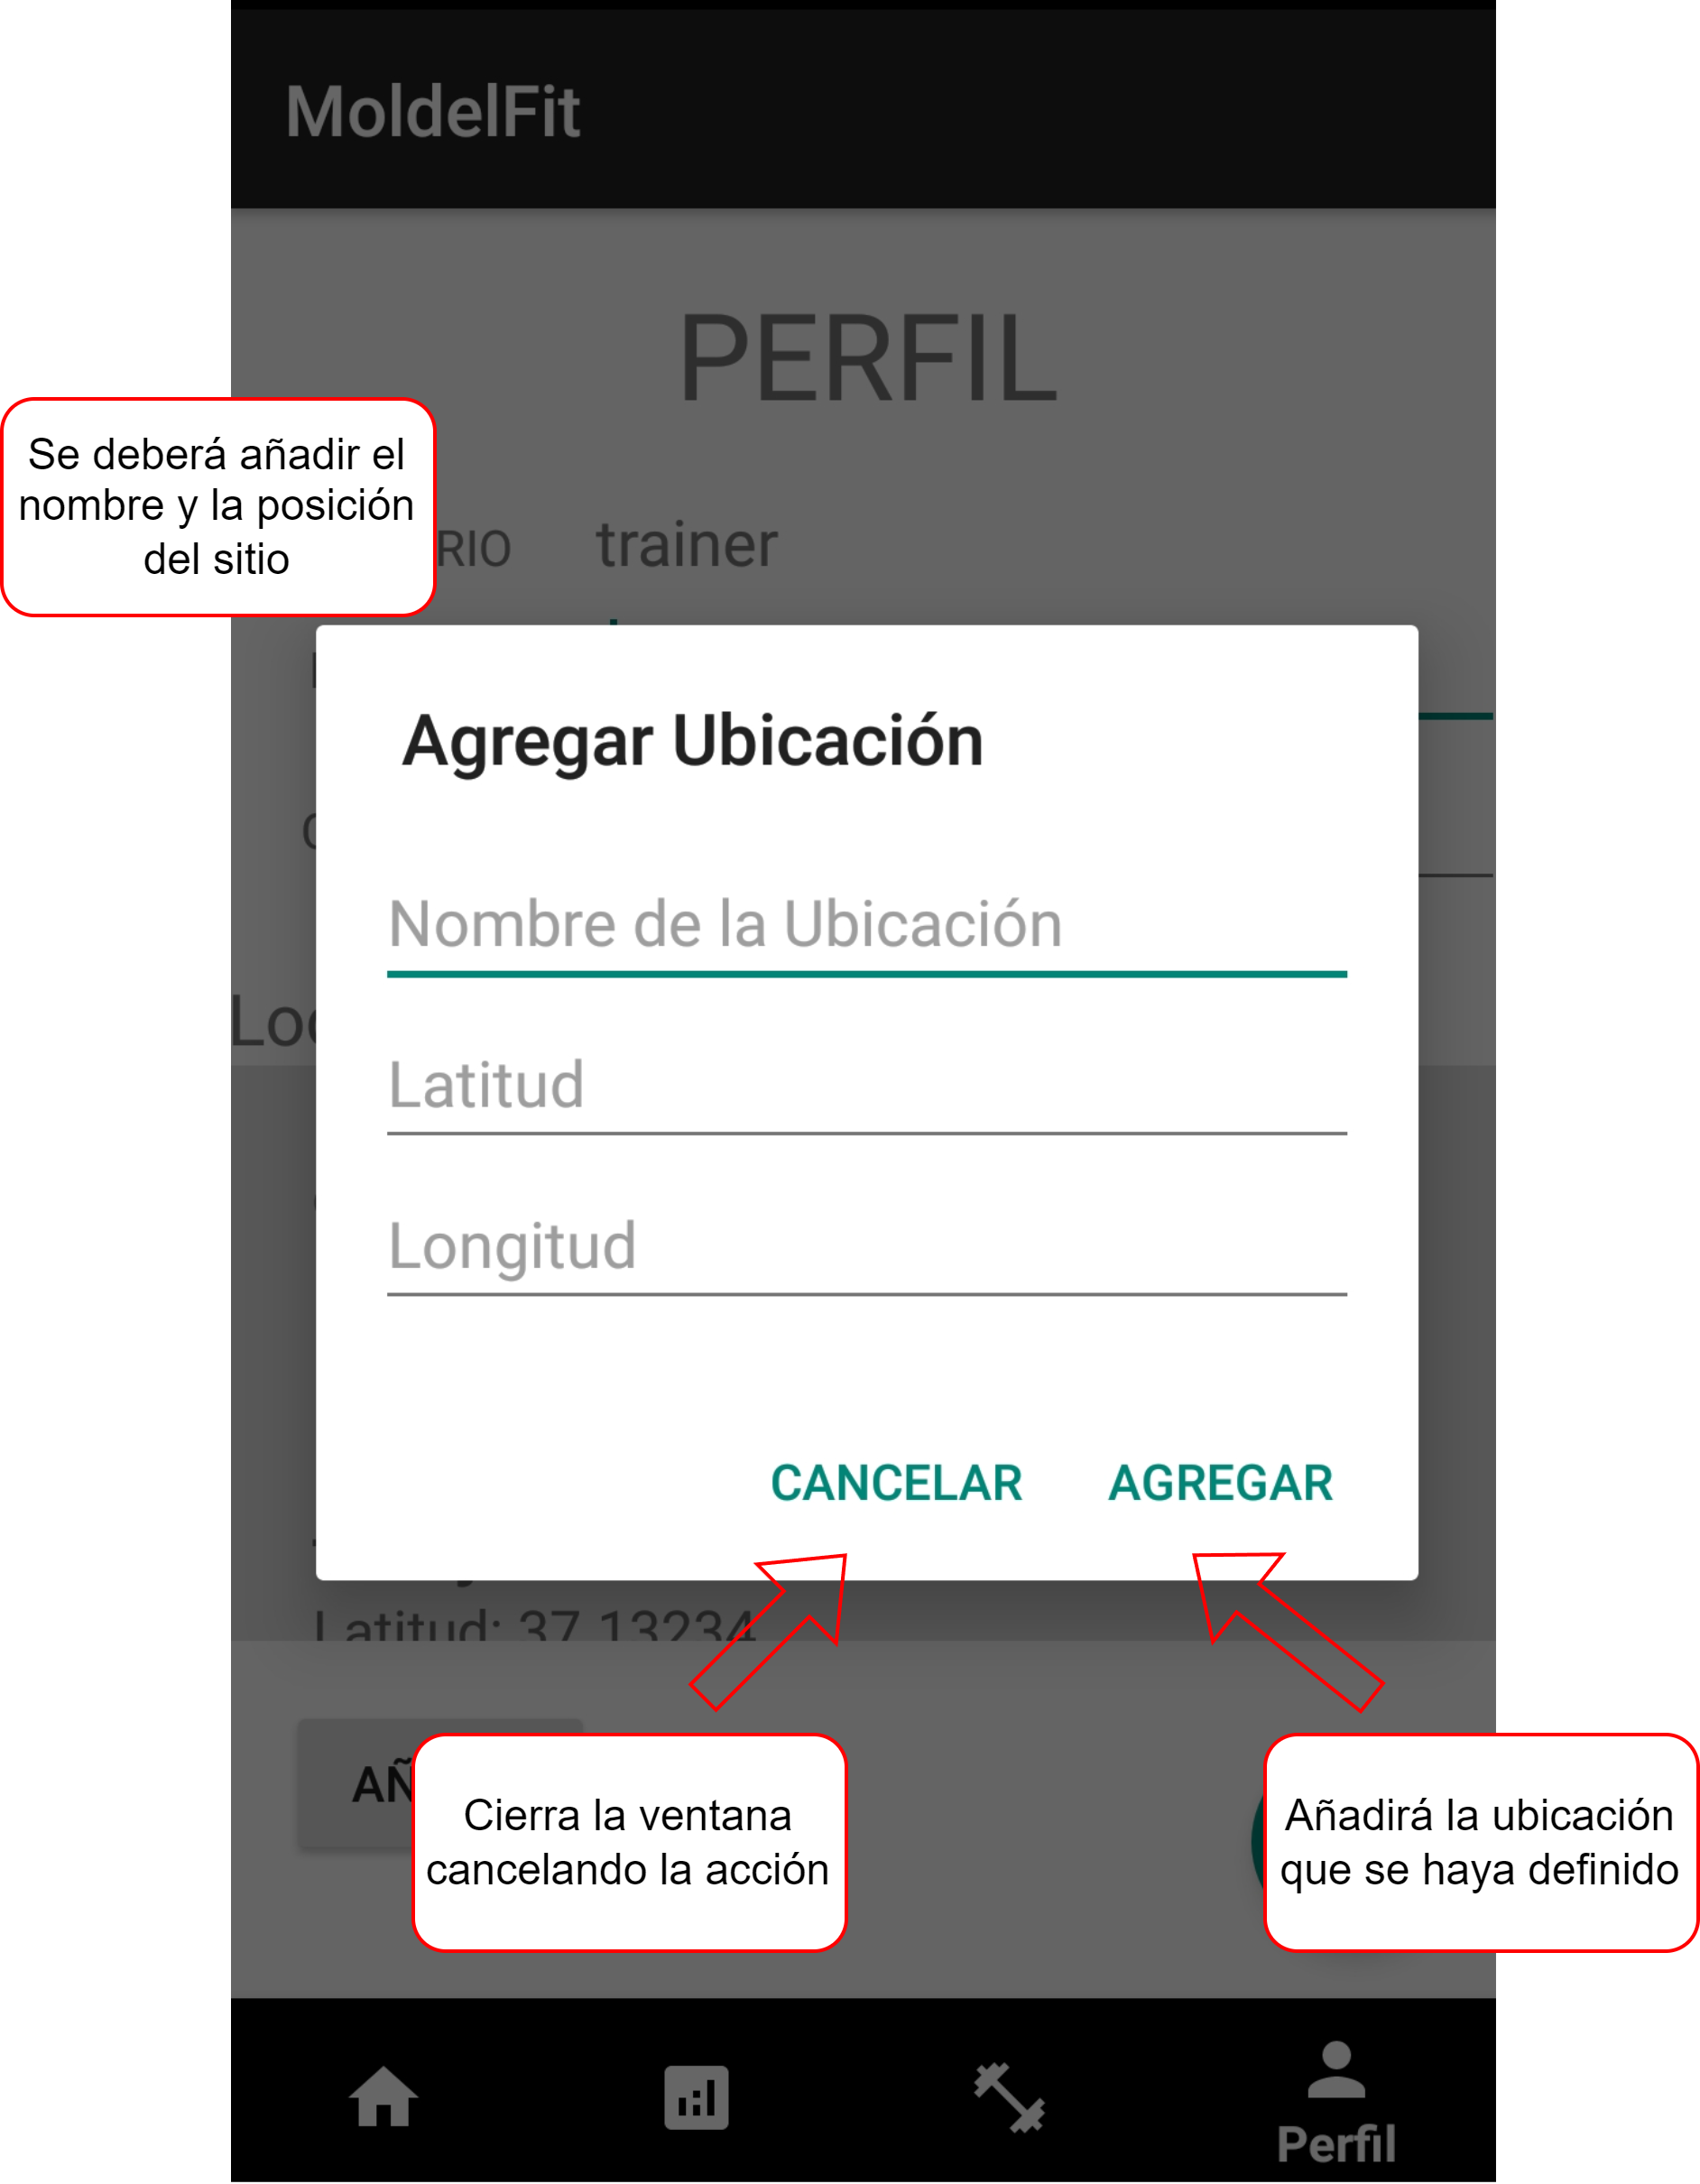 MoldelFit
PERFIL
Se deberá añadir el
nombre y la posición
del sitio
RIO
trainer
Agregar Ubicación
Nombre de la Ubicación
Latitud
Longitud
CANCELAR
AGREGAR
Latitud: 37.13234
Cierra la ventana
cancelando la acción
Añadirá la ubicación
que se haya definido
Perfil